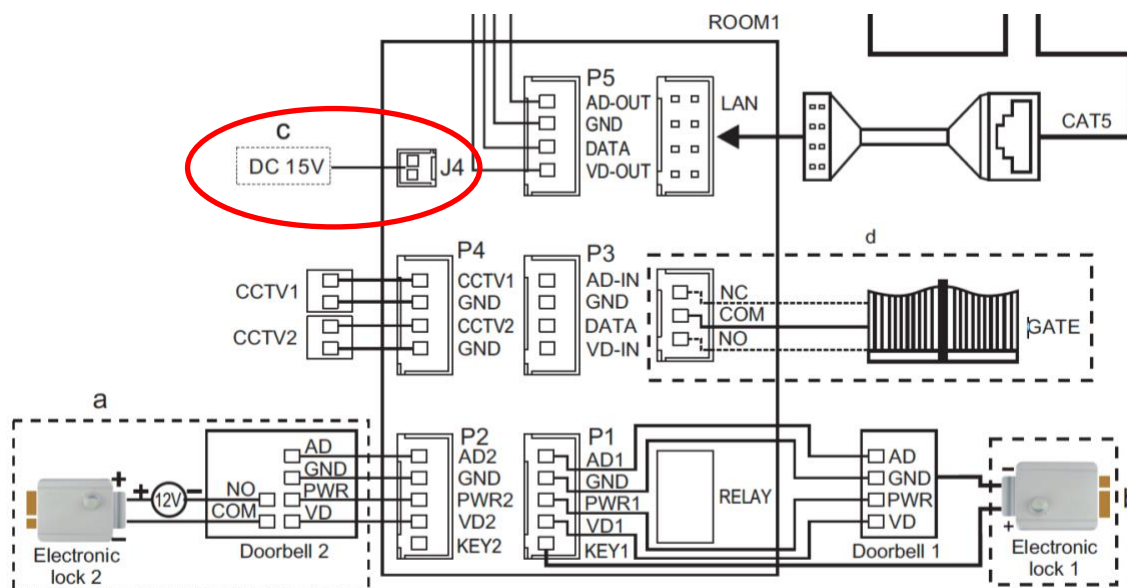 ROOM1
C
DC 15V
J4
P5
AD-OUT
GND
DATA
VD-OUT
LAN
CAT5
CCTV1
CCTV2
P4
CCTV1
GND
CCTV2
GND
P3
AD-IN
GND
DATA
VD-IN
d
NC
COM
NO
GATE
a
+
+
12V
-
-
NO
COM
AD
GND
PWR
VD
Electronic
lock 2
Doorbell 2
P2
AD2
GND
PWR2
VD2
KEY2
P1
AD1
GND
PWR1
VD1
KEY1
RELAY
AD
GND
PWR
VD
Doorbell 1
-
+
Electronic
lock 1